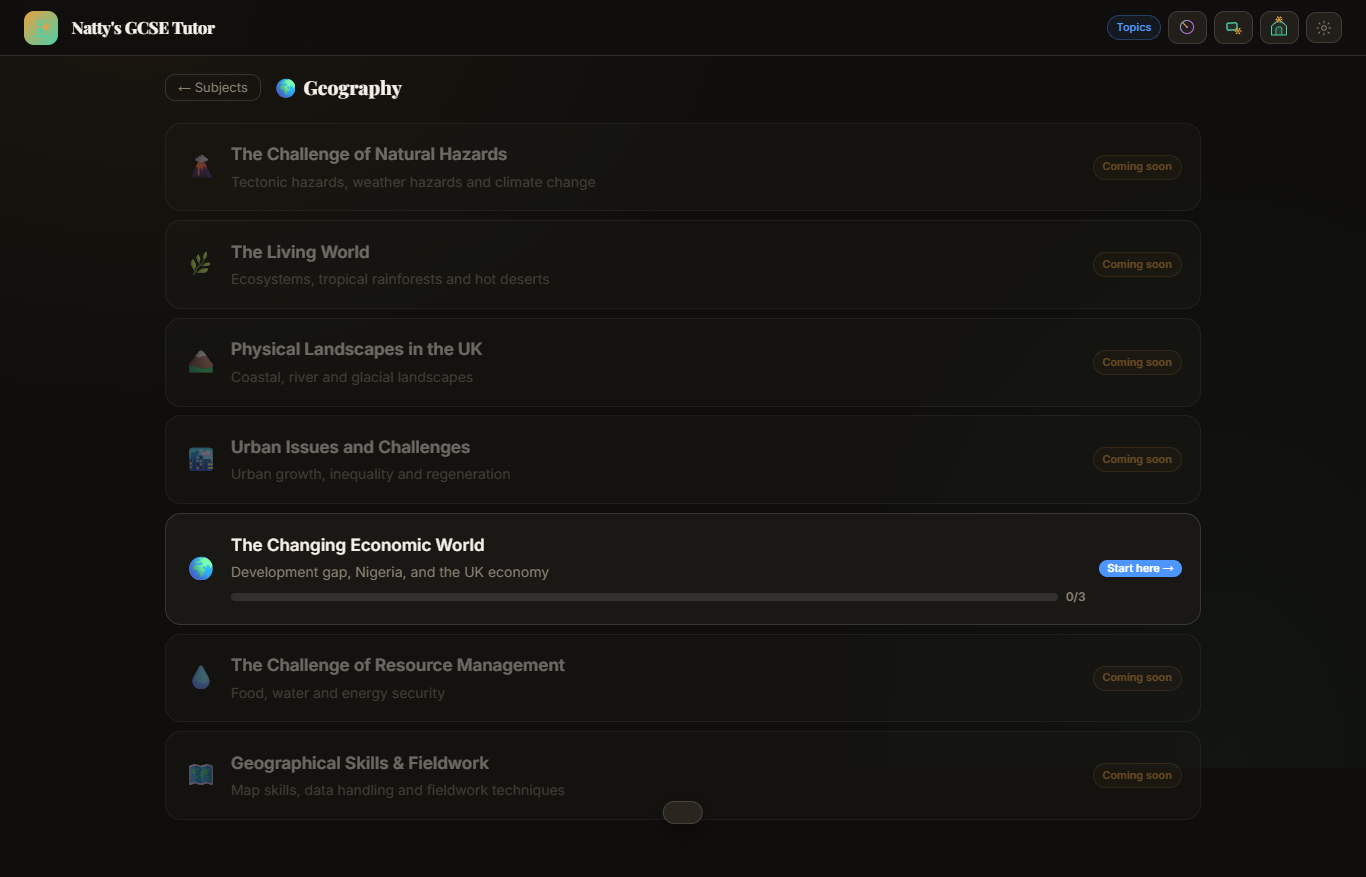 Natty's GCSE Tutor
Topics
← Subjects
Geography
The Challenge of Natural Hazards
Tectonic hazards, weather hazards and climate change
Coming soon
The Living World
Ecosystems, tropical rainforests and hot deserts
Coming soon
Physical Landscapes in the UK
Coastal, river and glacial landscapes
Coming soon
Urban Issues and Challenges
Urban growth, inequality and regeneration
Coming soon
The Changing Economic World
Development gap, Nigeria, and the UK economy
0/3
Start here →
The Challenge of Resource Management
Food, water and energy security
Coming soon
Geographical Skills & Fieldwork
Map skills, data handling and fieldwork techniques
Coming soon